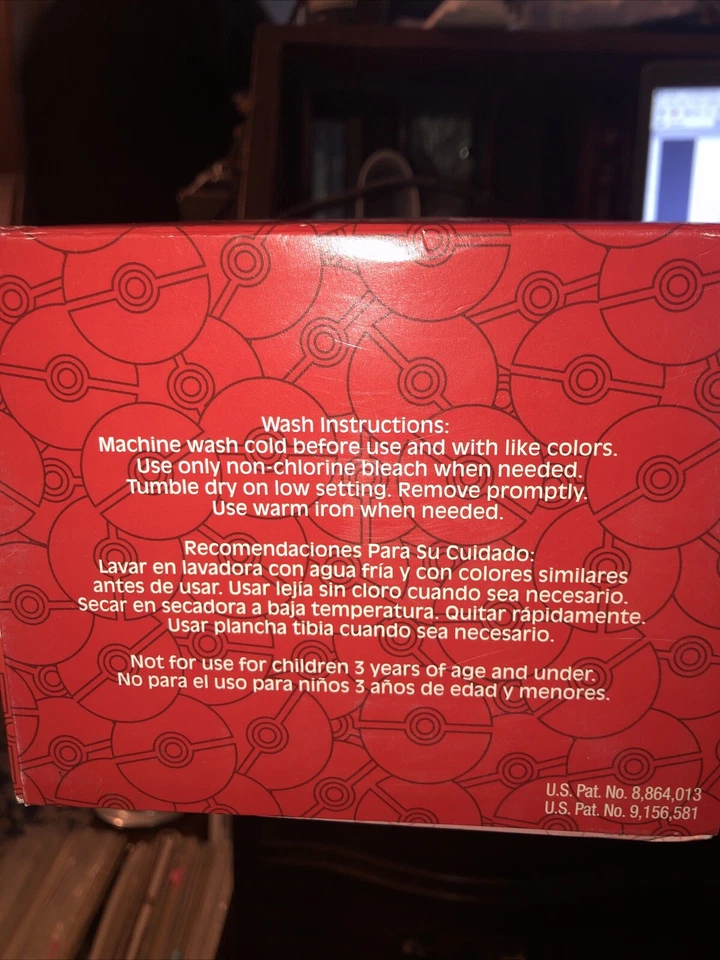 Wash Instructions:
Machine wash cold before use and with like colors.
Use only non-chlorine bleach when needed.
Tumble dry on low setting. Remove promptly.
Use warm iron when needed.
Recomendaciones Para Su Cuidado:
Lavar en lavadora con agua fría y con colores similares
antes de usar. Usar lejía sin cloro cuando sea necesario.
Secar en secadora a baja temperatura. Quitar rápidamente.
Usar plancha tibia cuando sea necesario.
Not for use for children 3 years of age and under.
No para el uso para niños 3 años de edad y menores.
U.S. Pat. No. 8,864,013
U.S. Pat. No. 9,156,581